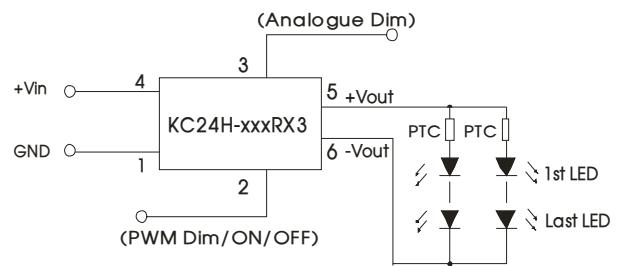 (Analogue Dim)
3
+Vin
4
5 +Vout
KC24H-xxxRX3
PTC PTC
GND
1
6 -Vout
1st LED
2
Last LED
(PWM Dim/ON/OFF)